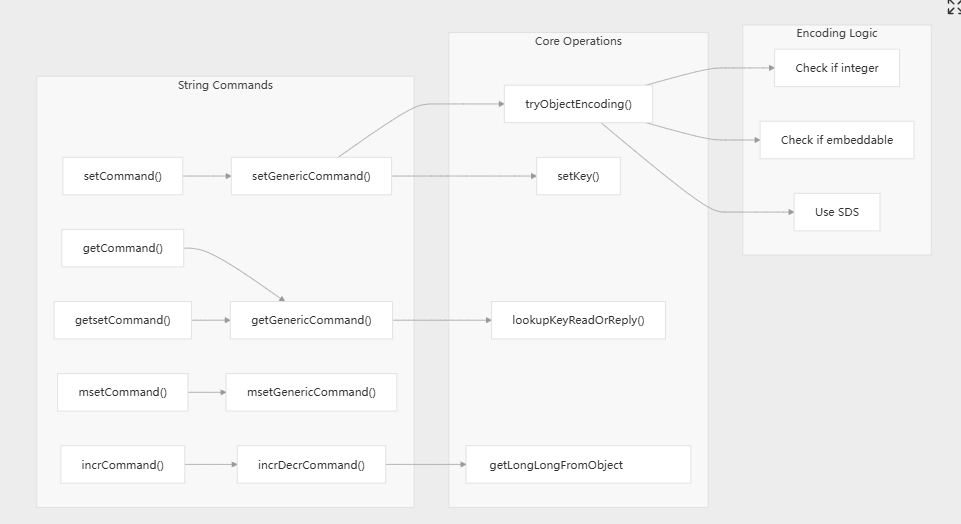 String Commands
setCommand()
setGenericCommand()
getCommand()
getsetCommand()
getGenericCommand()
msetCommand()
msetGenericCommand()
incrCommand()
incrDecrCommand()
Core Operations
tryObjectEncoding()
setKey()
lookupKeyReadOrReply()
getLongLongFromObject
Encoding Logic
Check if integer
Check if embeddable
Use SDS